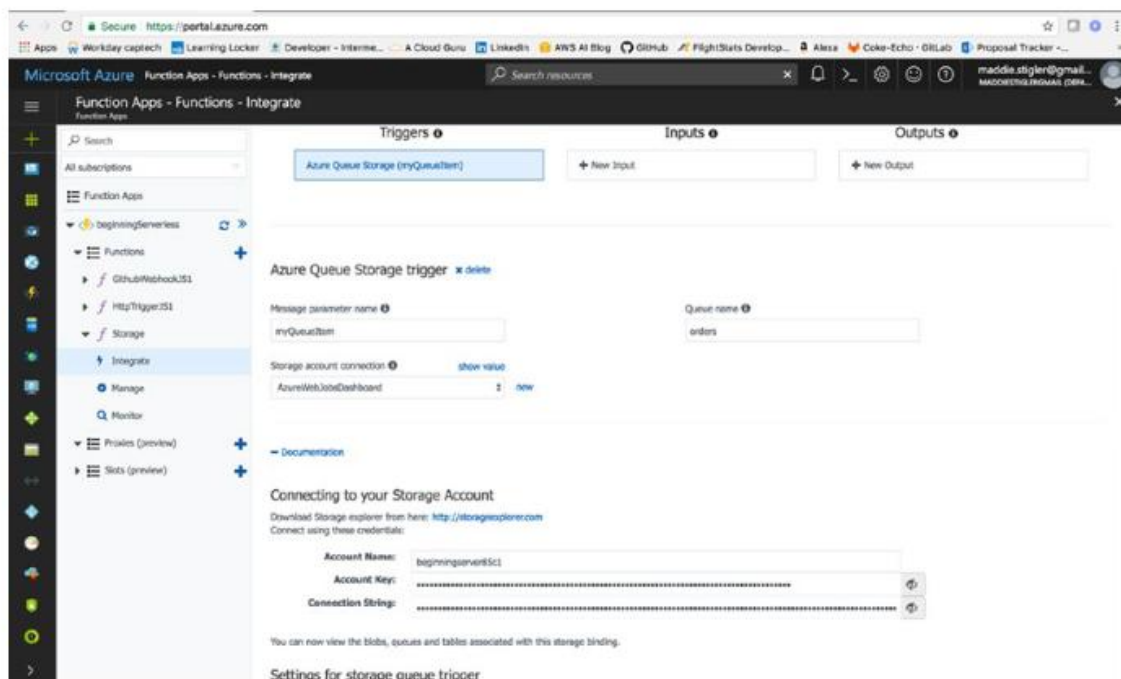 Secure https://portal.azure.com
Apps Workday captech Learning Locker Developer - Interme... A Cloud Guru LinkedIn AWS AI Blog GitHub FlightStats Develop... Alexa Coke-Echo · GitLab Proposal Tracker -...
Microsoft Azure Function Apps - Functions - Integrate Search resources maddie.stigler@gmail...
Function Apps - Functions - Integrate
Function Apps
Search
All subscriptions
Function Apps
beginningServerless
Functions
GithubWebhookJS1
HttpTriggerJS1
Storage
Integrate
Manage
Monitor
Proxies (preview)
Slots (preview)
Triggers Inputs Outputs
Azure Queue Storage (myQueueItem) + New Input + New Output
Azure Queue Storage trigger × delete
Message parameter name Queue name
myQueueItem orders
Storage account connection show value
AzureWebJobsDashboard new
Documentation
Connecting to your Storage Account
Download Storage explorer from here: http://storageexplorer.com
Connect using these credentials:
Account Name:
Account Key:
Connection String:
You can now view the blobs, queues and tables associated with this storage binding.
Settings for storage queue trigger